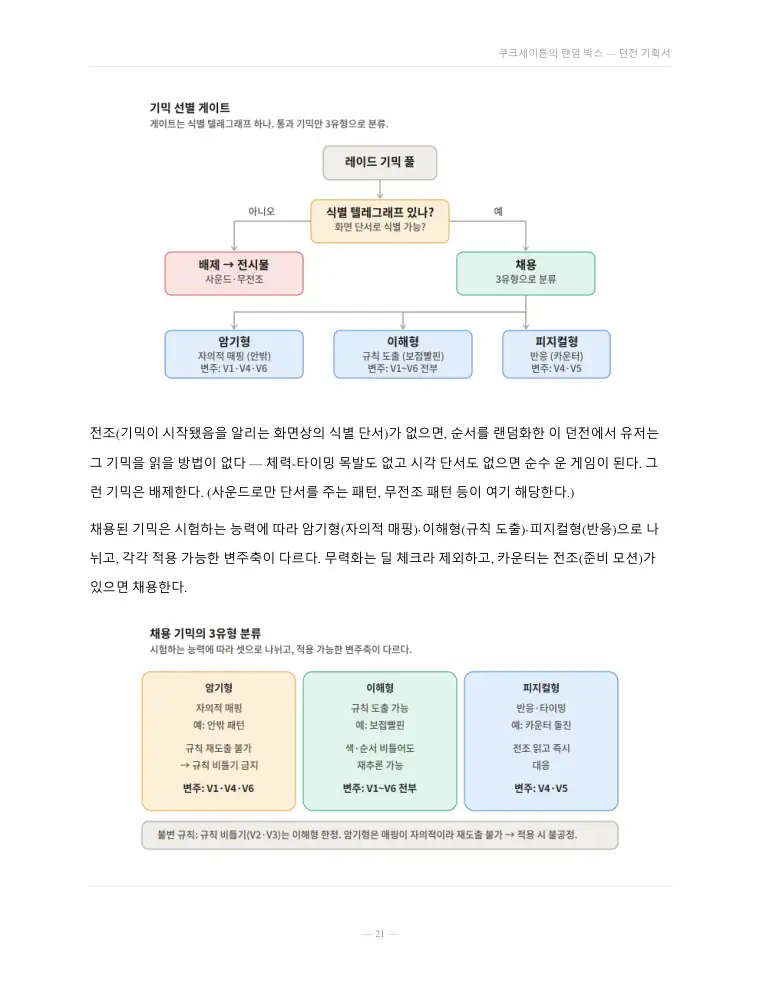 쿠크세이튼의 랜덤 박스 — 던전 기획서
기믹 선별 게이트
게이트는 식별 텔레그래프 하나. 통과 기믹만 3유형으로 분류.
레이드 기믹 풀
아니오
식별 텔레그래프 있나?
예
화면 단서로 식별 가능?
배제 → 전시물
사운드·무전조
채용
3유형으로 분류
암기형
자의적 매핑 (안밖)
변주: V1·V4·V6
이해형
규칙 도출 (보접빨핀)
변주: V1~V6 전부
피지컬형
반응 (카운터)
변주: V4·V5
전조(기믹이 시작됐음을 알리는 화면상의 식별 단서)가 없으면, 순서를 랜덤화한 이 던전에서 유저는
그 기믹을 읽을 방법이 없다 — 체력-타이밍 목발도 없고 시각 단서도 없으면 순수 운 게임이 된다. 그
런 기믹은 배제한다. (사운드로만 단서를 주는 패턴, 무전조 패턴 등이 여기 해당한다.)
채용된 기믹은 시험하는 능력에 따라 암기형(자의적 매핑)·이해형(규칙 도출)·피지컬형(반응)으로 나
뉘고, 각각 적용 가능한 변주축이 다르다. 무력화는 딜 체크라 제외하고, 카운터는 전조(준비 모션)가
있으면 채용한다.
채용 기믹의 3유형 분류
시험하는 능력에 따라 셋으로 나뉘고, 적용 가능한 변주축이 다르다.
암기형
자의적 매핑
예: 안밖 패턴
규칙 재도출 불가
→ 규칙 비틀기 금지
변주: V1·V4·V6
이해형
규칙 도출 가능
예: 보접빨핀
색·순서 비틀어도
재추론 가능
변주: V1~V6 전부
피지컬형
반응·타이밍
예: 카운터 돌진
전조 읽고 즉시
대응
변주: V4·V5
불변 규칙: 규칙 비틀기(V2·V3)는 이해형 한정. 암기형은 매핑이 자의적이라 재도출 불가 → 적용 시 불공정.
— 21 —